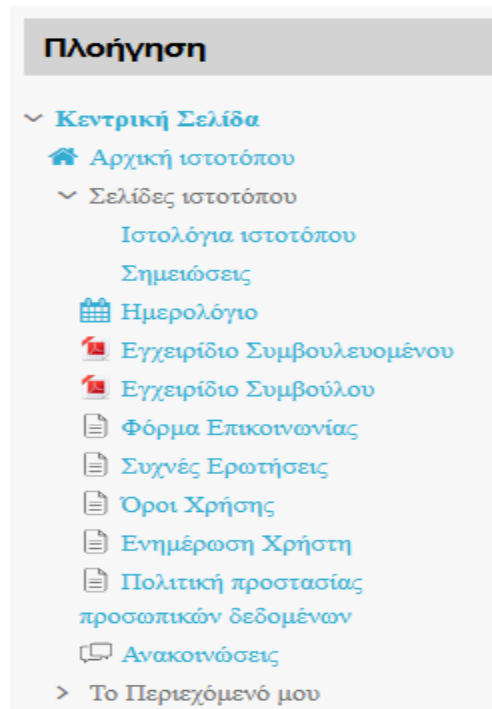 Πλοήγηση
Κεντρική Σελίδα
Αρχική ιστοτόπου
Σελίδες ιστοτόπου
Ιστολόγια ιστοτόπου
Σημειώσεις
Ημερολόγιο
Εγχειρίδιο Συμβουλευομένου
Εγχειρίδιο Συμβούλου
Φόρμα Επικοινωνίας
Συχνές Ερωτήσεις
Όροι Χρήσης
Ενημέρωση Χρήστη
Πολιτική προστασίας
προσωπικών δεδομένων
Ανακοινώσεις
Το Περιεχόμενό μου